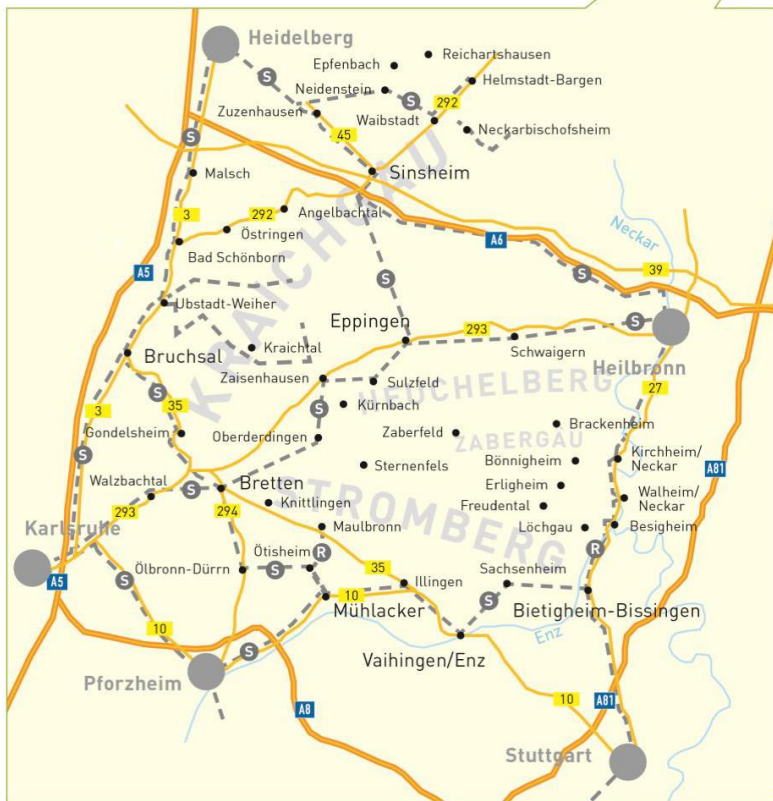 Heidelberg
Reichartshausen
Epfenbach
S
Helmstadt-Bargen
Neidenstein
S
292
Zuzenhausen
Waibstadt
Neckarbischofsheim
S
45
Malsch
Sinsheim
KRAICHGAU
3
292
Angelbachtal
Östringen
Neckar
A6
Bad Schönborn
A5
39
S
S
Ubstadt-Weiher
Eppingen
293
S
Kraichtal
Schwaigern
Bruchsal
Heilbronn
Zaisenhausen
Sulzfeld
HEUCHELBERG
27
S
3
35
Kürnbach
S
Gondelsheim
Oberderdingen
Zaberfeld
Brackenheim
ZABERGÄU
S
Kirchheim/
Neckar
Sternenfels
Bönnigheim
A81
Walzbachtal
S
Bretten
Erligheim
Walheim/
Neckar
STROMBERG
293
294
Knittlingen
Freudental
Karlsruhe
Maulbronn
Löchgau
Besigheim
R
R
Ötisheim
Ölbronn-Dürrn
S
35
Illingen
Sachsenheim
A5
S
10
S
Mühlacker
Bietigheim-Bissingen
10
Enz
S
Vaihingen/Enz
Pforzheim
10
A81
A8
Stuttgart